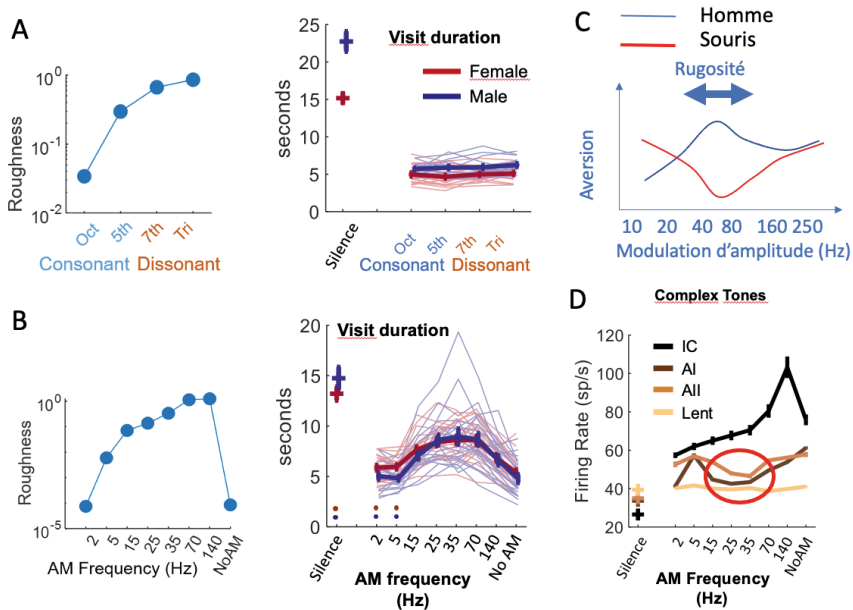 A
Roughness
10^0
10^-1
10^-2
Oct
5th
7th
Tri
Consonant Dissonant
Visit duration
Female
Male
seconds
25
20
15
10
5
0
Silence
Oct
5th
7th
Tri
Consonant Dissonant
C
Homme
Souris
Rugosité
Aversion
10 20 40 80 160 250
Modulation d'amplitude (Hz)
B
Roughness
10^0
10^-5
2 5 15 25 35 70 140 NoAM
AM Frequency (Hz)
Visit duration
seconds
20
15
10
5
0
Silence
2 5 15 25 35 70 140 No AM
AM frequency
(Hz)
D
Complex Tones
IC
AI
AII
Lent
Firing Rate (sp/s)
120
100
80
60
40
20
Silence
2 5 15 25 35 70 140 NoAM
AM Frequency
(Hz)